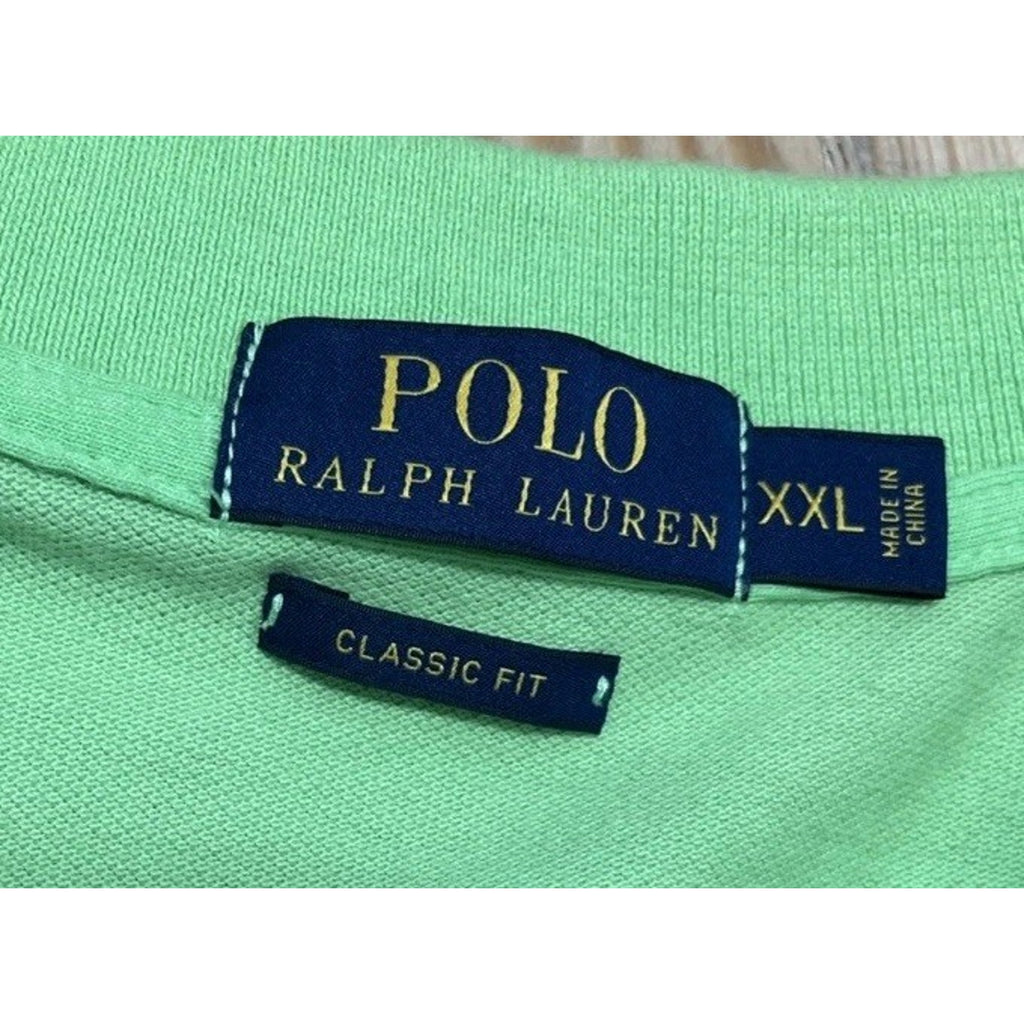 POLO
RALPH LAUREN
XXL
MADE IN
CHINA
CLASSIC FIT